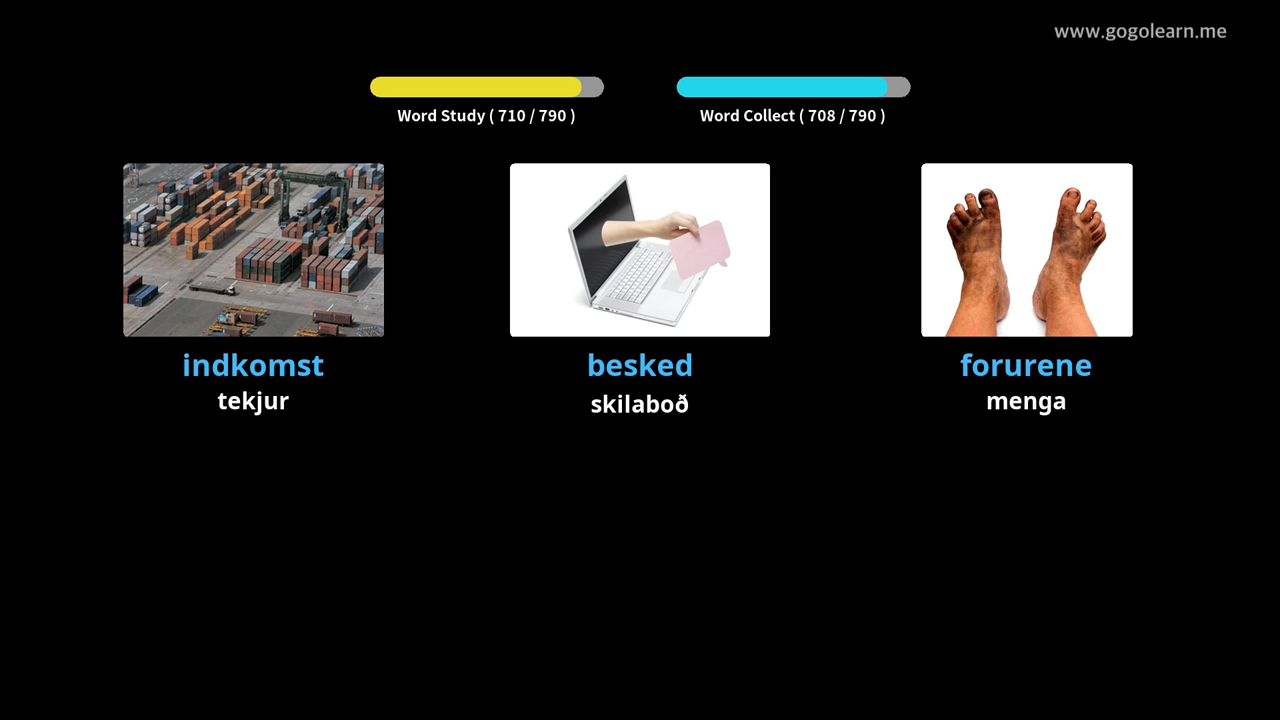 www.gogolearn.me
Word Study ( 710 / 790 )
Word Collect ( 708 / 790 )
indkomst
tekjur
besked
skilaboð
forurene
menga